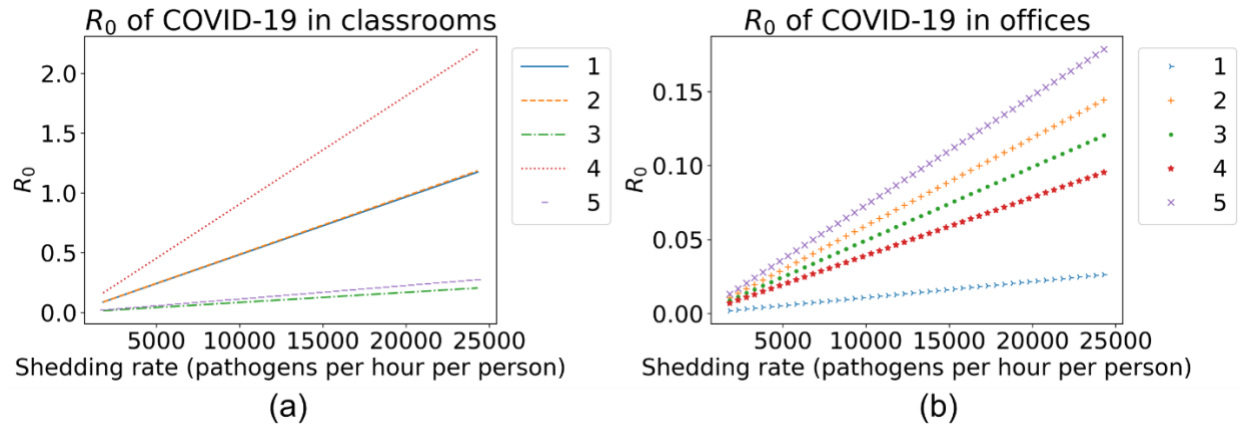 R₀ of COVID-19 in classrooms
R₀
2.0
1.5
1.0
0.5
0.0
5000 10000 15000 20000 25000
Shedding rate (pathogens per hour per person)
1
2
3
4
5
(a)
R₀ of COVID-19 in offices
R₀
0.15
0.10
0.05
0.00
5000 10000 15000 20000 25000
Shedding rate (pathogens per hour per person)
1
2
3
4
5
(b)